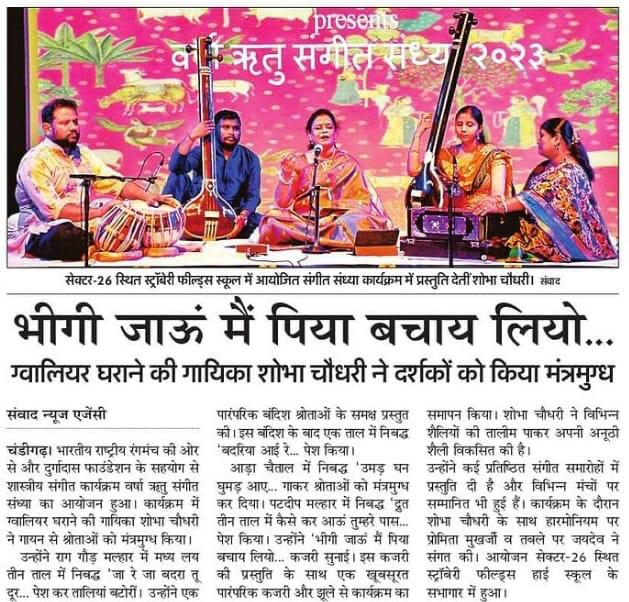 presents
वर्षा ऋतु संगीत संध्या २०२३
सेक्टर-26 स्थित स्ट्रॉबेरी फील्ड्स स्कूल में आयोजित संगीत संध्या कार्यक्रम में प्रस्तुति देतीं शोभा चौधरी। संवाद
भीगी जाऊं मैं पिया बचाय लियो...
ग्वालियर घराने की गायिका शोभा चौधरी ने दर्शकों को किया मंत्रमुग्ध
संवाद न्यूज एजेंसी
चंडीगढ़। भारतीय राष्ट्रीय रंगमंच की ओर
से और दुर्गादास फाउंडेशन के सहयोग से
शास्त्रीय संगीत कार्यक्रम वर्षा ऋतु संगीत
संध्या का आयोजन हुआ। कार्यक्रम में
ग्वालियर घराने की गायिका शोभा चौधरी
ने गायन से श्रोताओं को मंत्रमुग्ध किया।
उन्होंने राग गौड़ मल्हार में मध्य लय
तीन ताल में निबद्ध 'जा रे जा बदरा तू
दूर... पेश कर तालियां बटोरीं। उन्होंने एक
पारंपरिक बंदिश श्रोताओं के समक्ष प्रस्तुत
की। इस बंदिश के बाद एक ताल में निबद्ध
'बदरिया आई रे... पेश किया।
आड़ा चैताल में निबद्ध 'उमड़ घन
घुमड़ आए... गाकर श्रोताओं को मंत्रमुग्ध
कर दिया। पटदीप मल्हार में निबद्ध 'द्रुत
तीन ताल में कैसे कर आऊं तुम्हरे पास...
पेश किया। उन्होंने 'भीगी जाऊं मैं पिया
बचाय लियो... कजरी सुनाई। इस कजरी
की प्रस्तुति के साथ एक खूबसूरत
पारंपरिक कजरी और झूले से कार्यक्रम का
समापन किया। शोभा चौधरी ने विभिन्न
शैलियों की तालीम पाकर अपनी अनूठी
शैली विकसित की है।
उन्होंने कई प्रतिष्ठित संगीत समारोहों में
प्रस्तुति दी है और विभिन्न मंचों पर
सम्मानित भी हुई हैं। कार्यक्रम के दौरान
शोभा चौधरी के साथ हारमोनियम पर
प्रोमिता मुखर्जी व तबले पर जयदेव ने
संगत की। आयोजन सेक्टर-26 स्थित
स्ट्रॉबेरी फील्ड्स हाई स्कूल के
सभागार में हुआ।